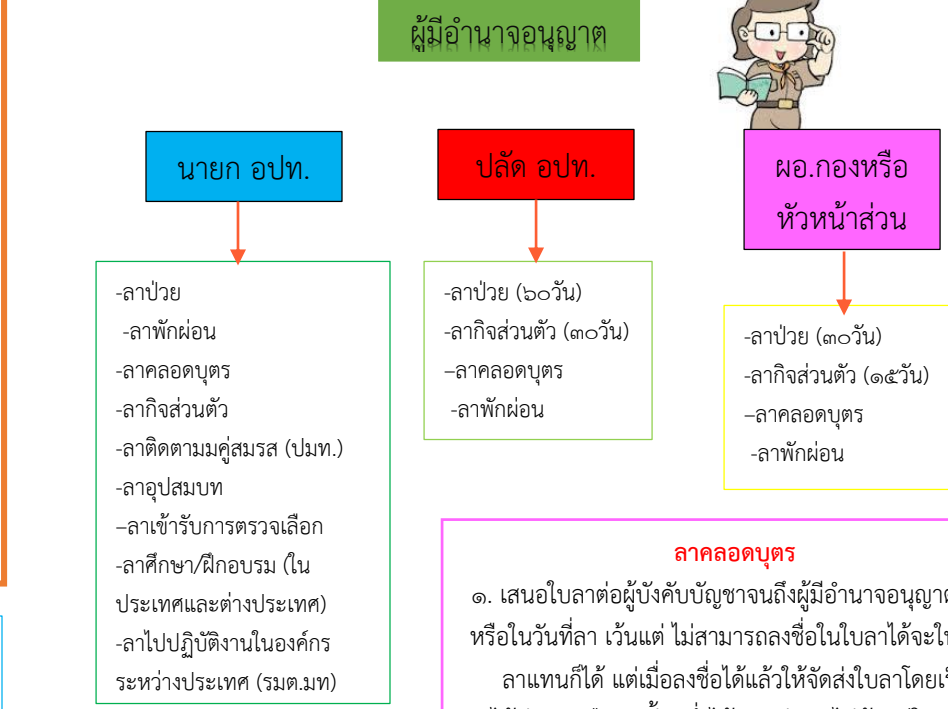 ผู้มีอำนาจอนุญาต
นายก อปท.
-ลาป่วย
-ลาพักผ่อน
-ลาคลอดบุตร
-ลากิจส่วนตัว
-ลาติดตามมคู่สมรส (ปมท.)
-ลาอุปสมบท
–ลาเข้ารับการตรวจเลือก
-ลาศึกษา/ฝึกอบรม (ใน
ประเทศและต่างประเทศ)
-ลาไปปฏิบัติงานในองค์กร
ระหว่างประเทศ (รมต.มท)
ปลัด อปท.
-ลาป่วย (๖๐วัน)
-ลากิจส่วนตัว (๓๐วัน)
–ลาคลอดบุตร
-ลาพักผ่อน
ผอ.กองหรือ
หัวหน้าส่วน
-ลาป่วย (๓๐วัน)
-ลากิจส่วนตัว (๑๕วัน)
–ลาคลอดบุตร
-ลาพักผ่อน
ลาคลอดบุตร
๑. เสนอใบลาต่อผู้บังคับบัญชาจนถึงผู้มีอำนาจอนุญาต
หรือในวันที่ลา เว้นแต่ ไม่สามารถลงชื่อในใบลาได้จะให้
ลาแทนก็ได้ แต่เมื่อลงชื่อได้แล้วให้จัดส่งใบลาโดยเร็